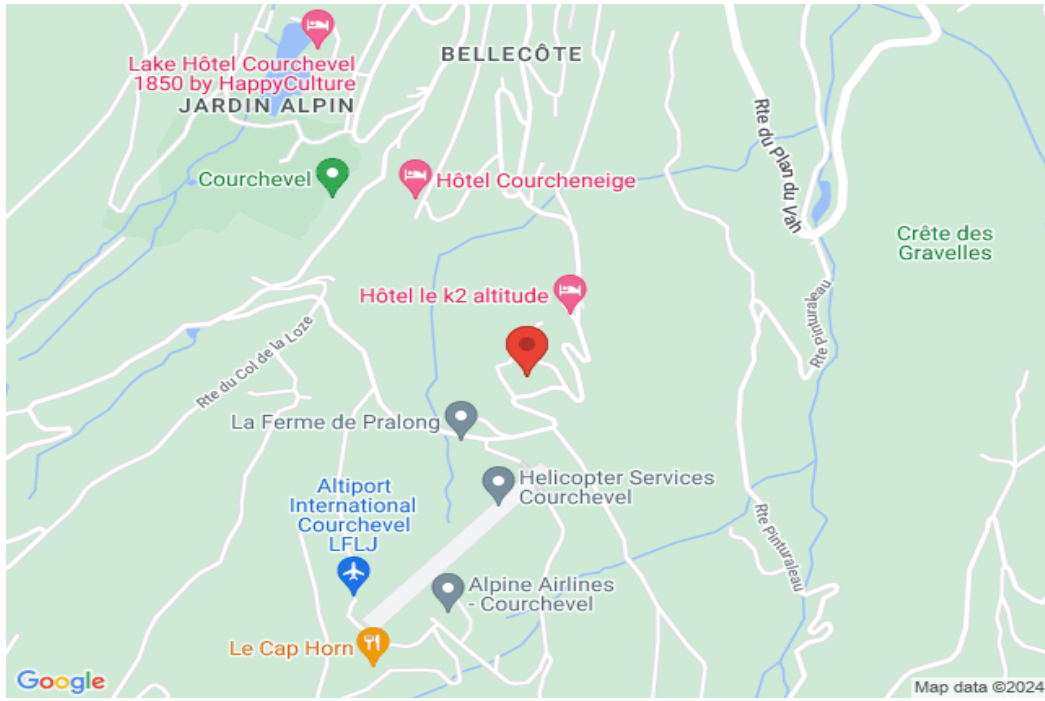 BELLECÔTE
Lake Hôtel Courchevel
1850 by HappyCulture
JARDIN ALPIN
Rte du Plan du Vah
Courchevel
Hôtel Courcheneige
Crête des
Gravelles
Hôtel le k2 altitude
Rte pinturaleau
Rte du Col de la Loze
La Ferme de Pralong
Helicopter Services
Courchevel
Altiport
International
Courchevel
LFLJ
Rte Pinturaleau
Alpine Airlines
- Courchevel
Le Cap Horn
Google
Map data ©2024